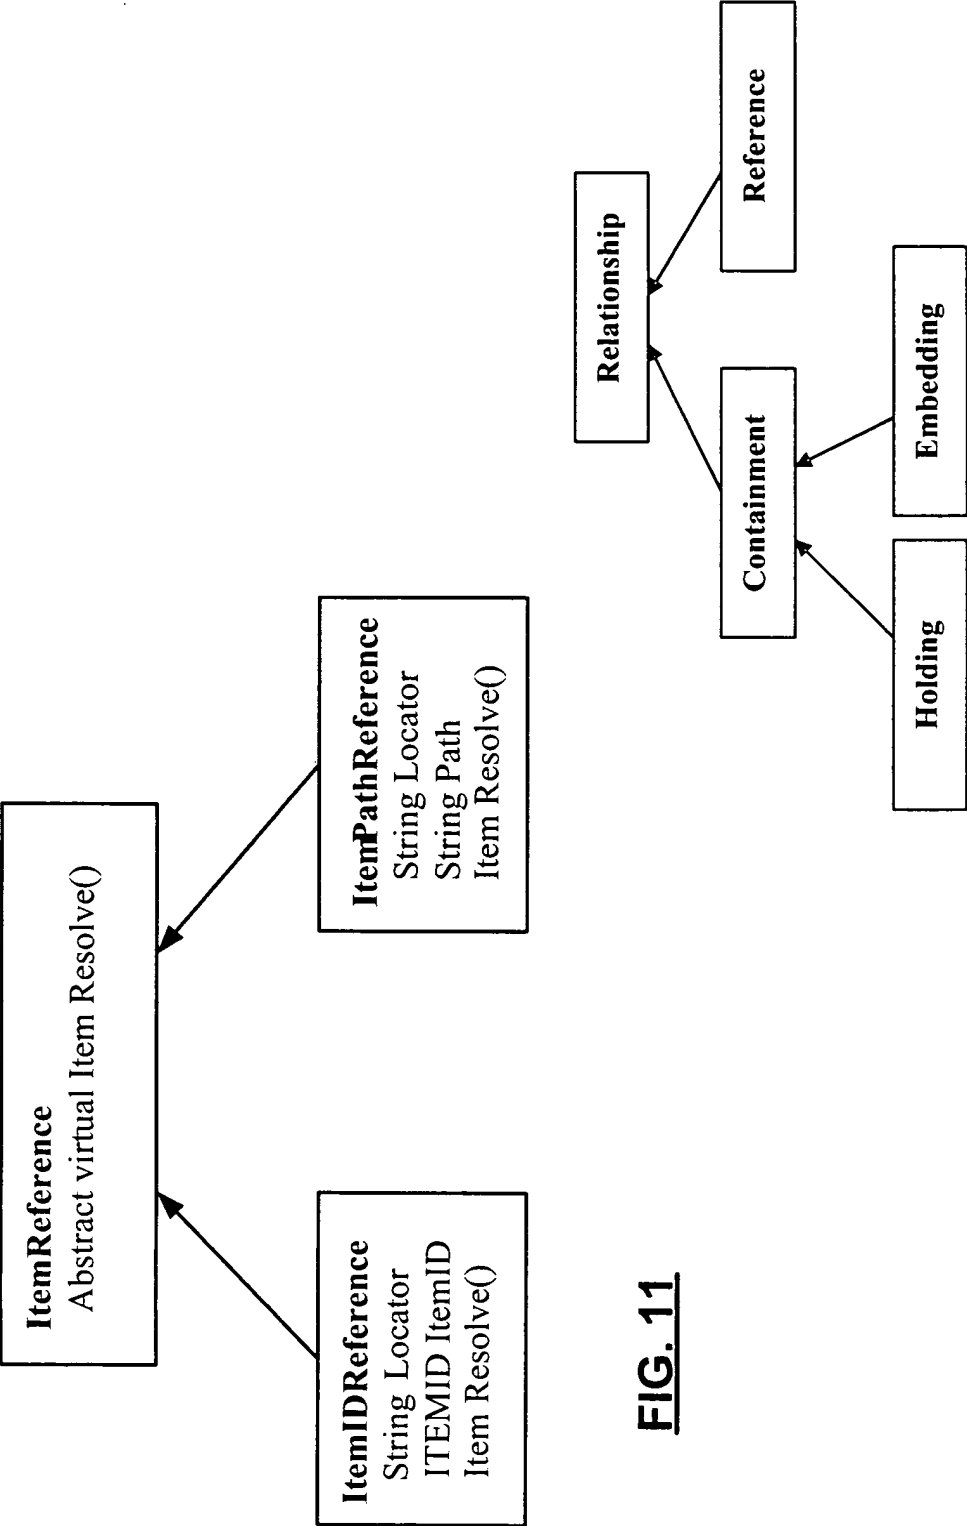 ItemReference
Abstract virtual Item Resolve()
ItemIDReference
String Locator
ITEMID ItemID
Item Resolve()
ItemPathReference
String Locator
String Path
Item Resolve()
FIG. 11
Relationship
Containment
Reference
Holding
Embedding